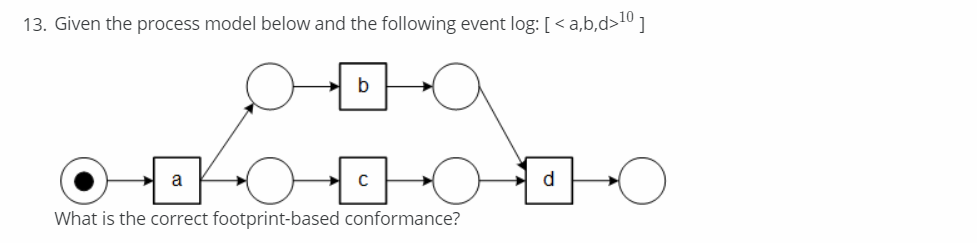 13. Given the process model below and the following event log: [ < a,b,d>¹⁰ ]
b
a
c
d
What is the correct footprint-based conformance?